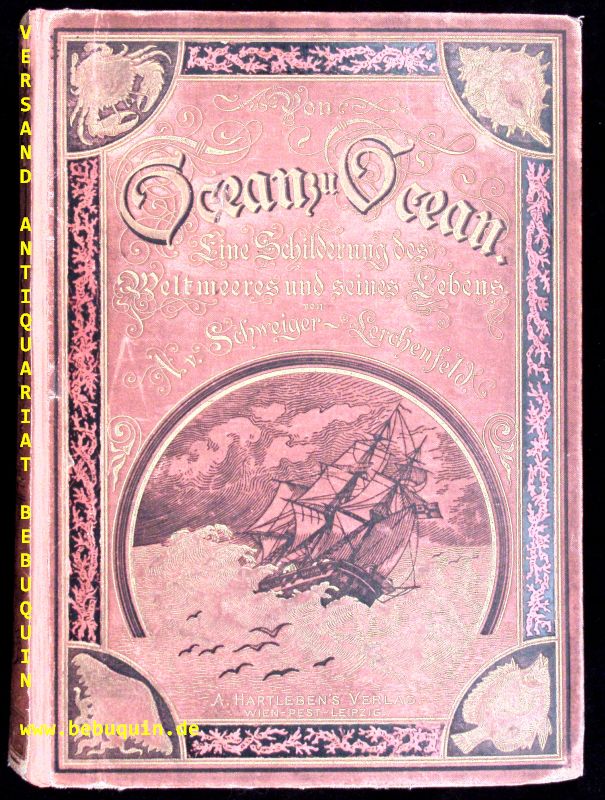 Von
Ocean zu Ocean.
Eine Schilderung des
Weltmeeres und seines Lebens.
von
A. v. Schweiger-Lerchenfeld.
A. HARTLEBEN'S VERLAG
WIEN-PEST-LEIPZIG
VERSAND ANTIQUARIAT BEBUQUIN
www.bebuquin.de